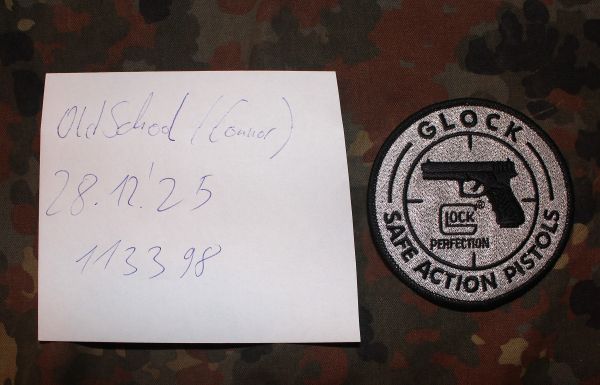 OldSchool (Connor)
28.12.'25
113398
GLOCK
GLOCK®
PERFECTION
SAFE ACTION PISTOLS